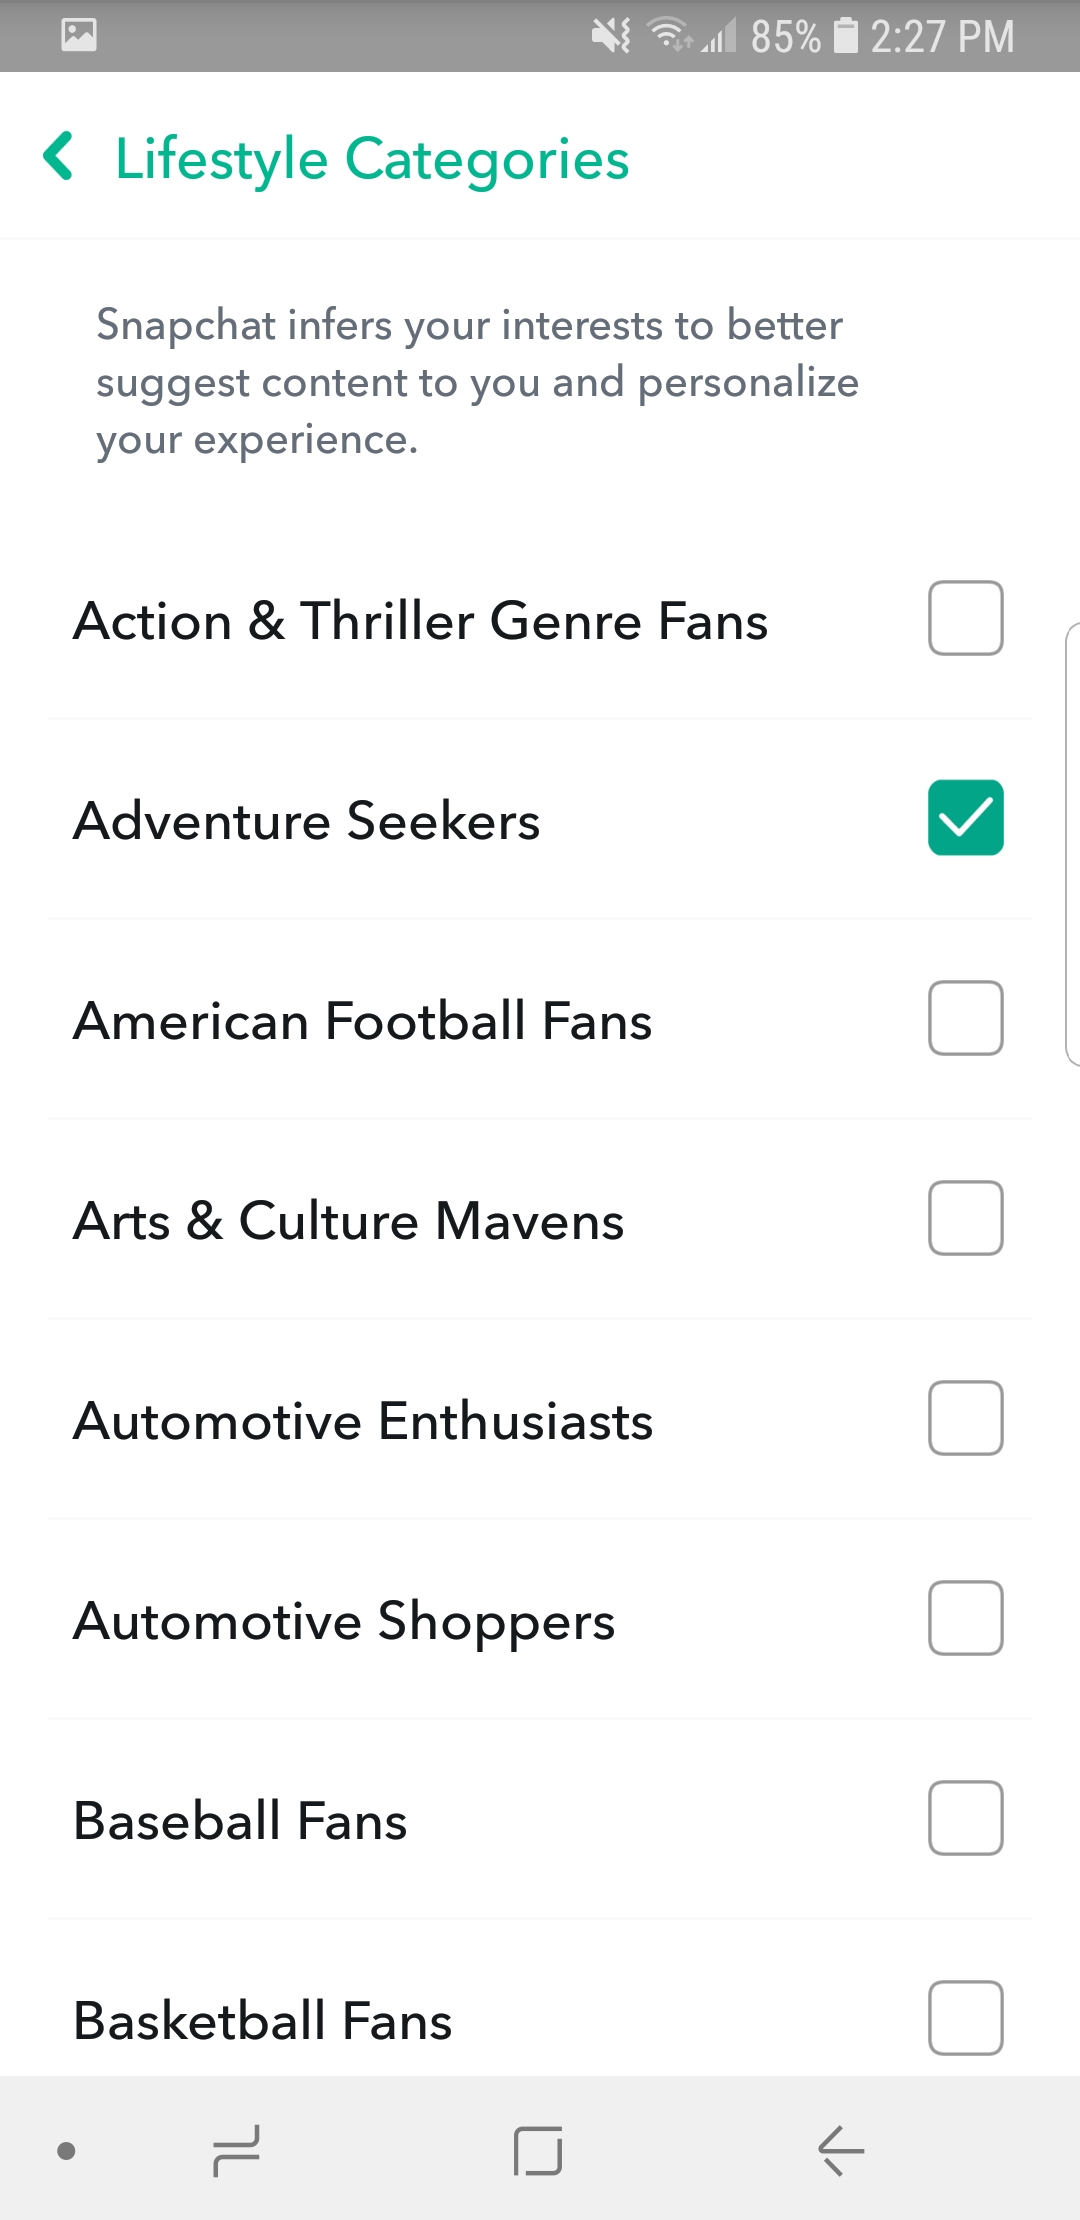 85% 2:27 PM
Lifestyle Categories
Snapchat infers your interests to better
suggest content to you and personalize
your experience.
Action & Thriller Genre Fans
Adventure Seekers
American Football Fans
Arts & Culture Mavens
Automotive Enthusiasts
Automotive Shoppers
Baseball Fans
Basketball Fans